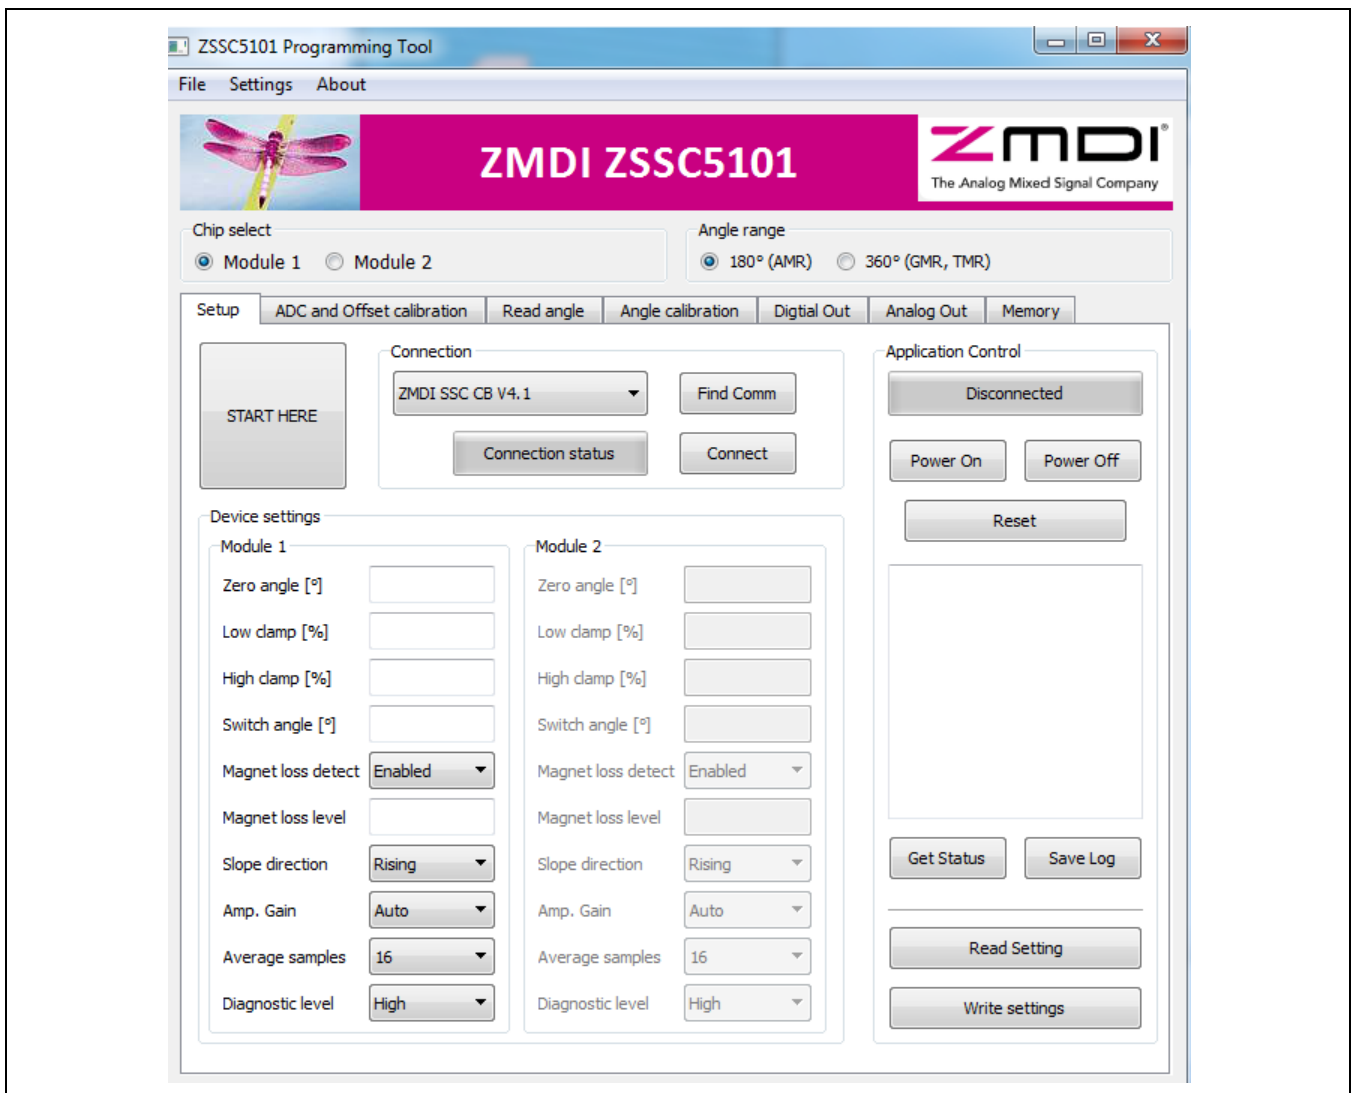 ZSSC5101 Programming Tool
File Settings About
ZMDI ZSSC5101
ZMDI®
The Analog Mixed Signal Company
Chip select
Module 1 Module 2
Angle range
180° (AMR) 360° (GMR, TMR)
Setup ADC and Offset calibration Read angle Angle calibration Digtial Out Analog Out Memory
START HERE
Connection
ZMDI SSC CB V4.1 Find Comm
Connection status Connect
Application Control
Disconnected
Power On Power Off
Reset
Device settings
Module 1
Zero angle [º]
Low clamp [%]
High clamp [%]
Switch angle [º]
Magnet loss detect Enabled
Magnet loss level
Slope direction Rising
Amp. Gain Auto
Average samples 16
Diagnostic level High
Module 2
Zero angle [º]
Low clamp [%]
High clamp [%]
Switch angle [º]
Magnet loss detect Enabled
Magnet loss level
Slope direction Rising
Amp. Gain Auto
Average samples 16
Diagnostic level High
Get Status Save Log
Read Setting
Write settings